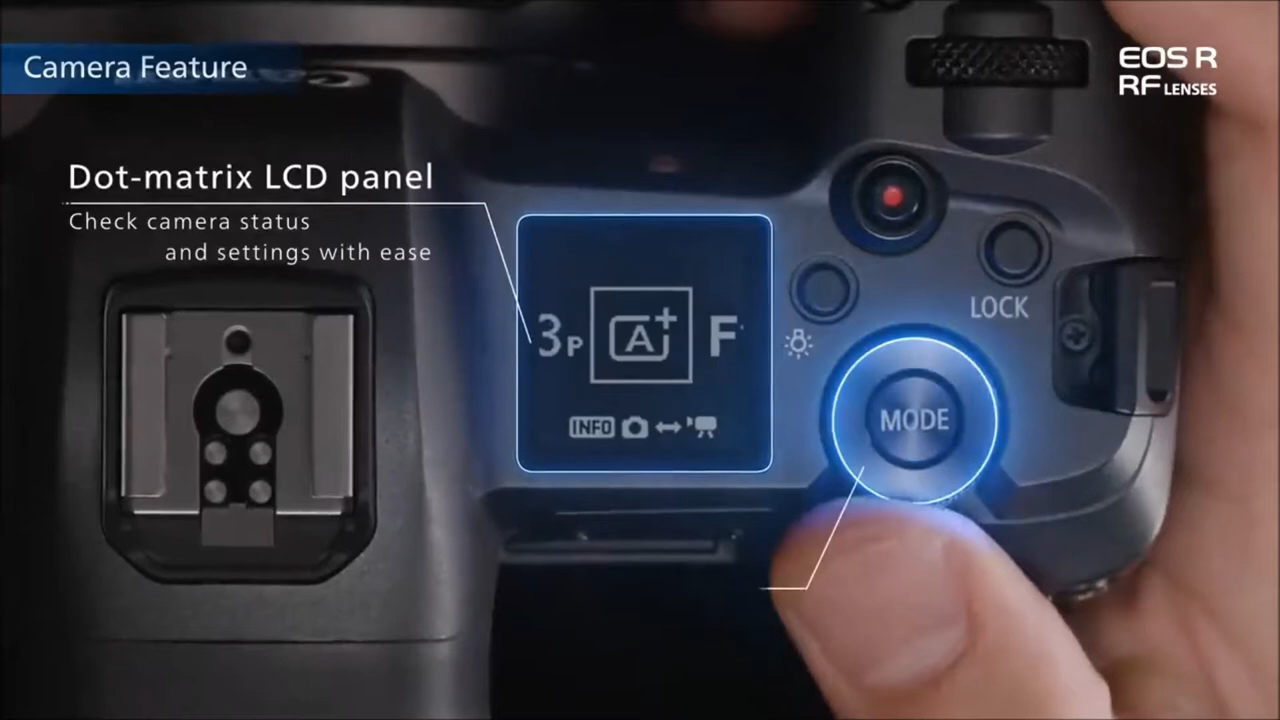 Camera Feature
EOS R
RF LENSES
Dot-matrix LCD panel
Check camera status
and settings with ease
3P A+ F
INFO
LOCK
MODE